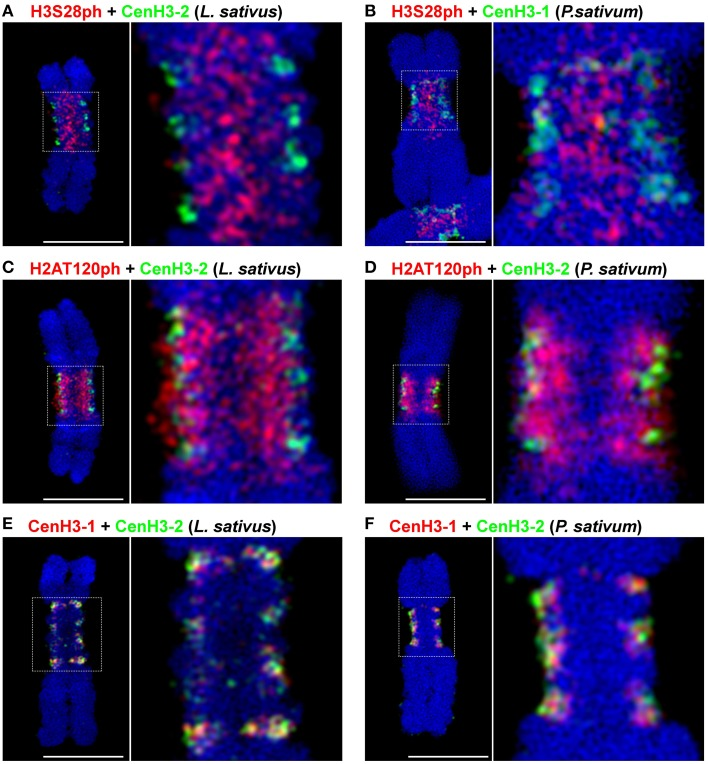 A H3S28ph + CenH3-2 (L. sativus)
B H3S28ph + CenH3-1 (P.sativum)
C H2AT120ph + CenH3-2 (L. sativus)
D H2AT120ph + CenH3-2 (P. sativum)
E CenH3-1 + CenH3-2 (L. sativus)
F CenH3-1 + CenH3-2 (P. sativum)